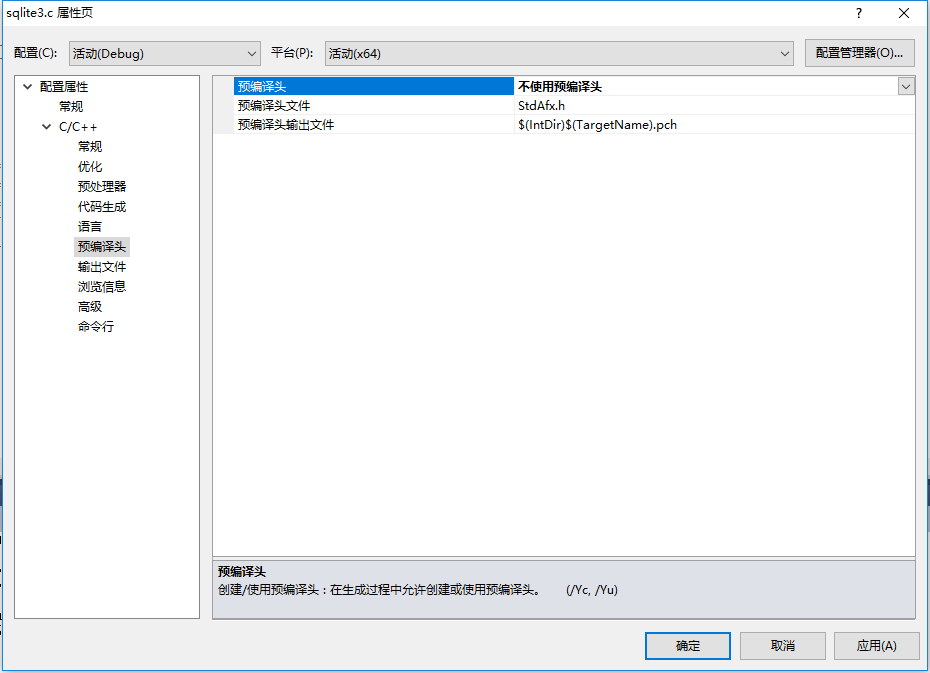 sqlite3.c 属性页
配置(C): 活动(Debug) 平台(P): 活动(x64) 配置管理器(O)...
配置属性
常规
C/C++
常规
优化
预处理器
代码生成
语言
预编译头
输出文件
浏览信息
高级
命令行
预编译头 不使用预编译头
预编译头文件 StdAfx.h
预编译头输出文件 $(IntDir)$(TargetName).pch
预编译头
创建/使用预编译头：在生成过程中允许创建或使用预编译头。 (/Yc, /Yu)
确定 取消 应用(A)